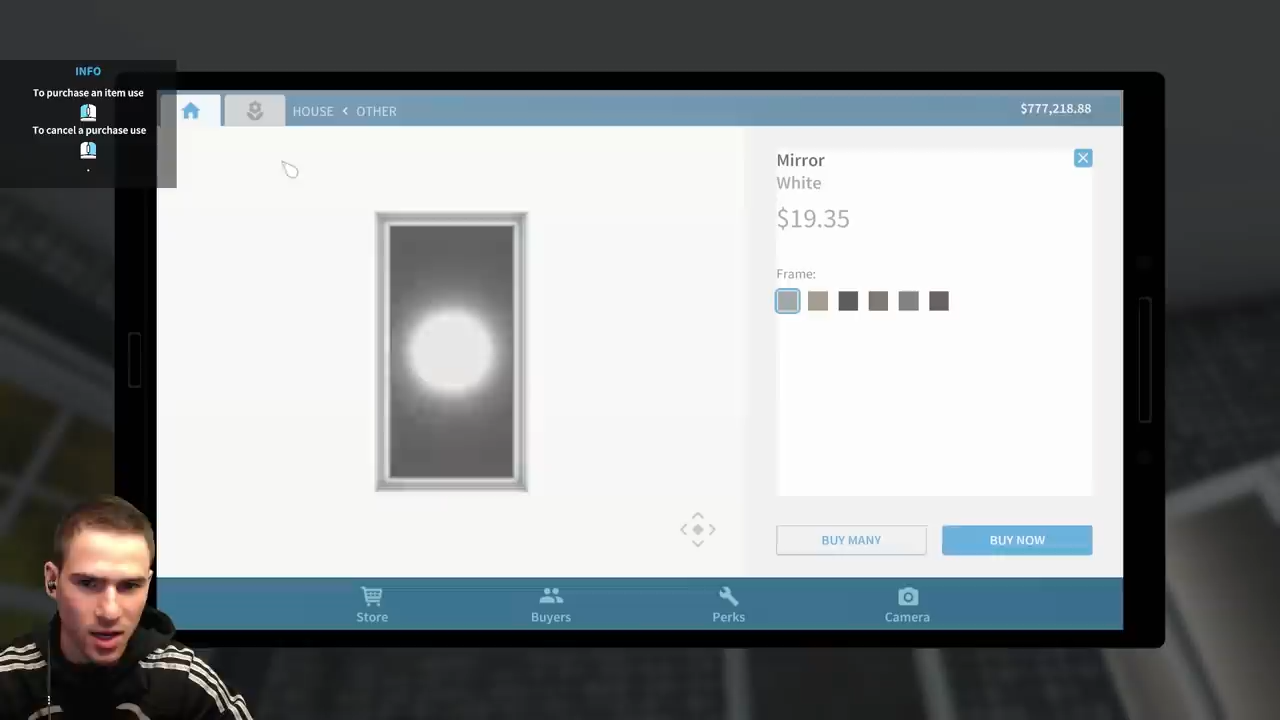 INFO
To purchase an item use
To cancel a purchase use
.
HOUSE < OTHER
$777,218.88
Mirror
White
$19.35
Frame:
BUY MANY
BUY NOW
Store
Buyers
Perks
Camera